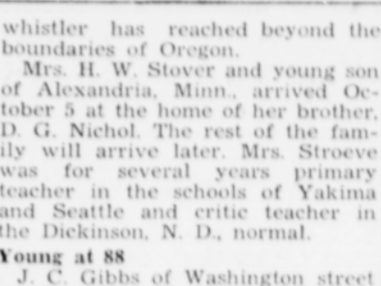 whistler has reached beyond the
boundaries of Oregon.
Mrs. H. W. Stover and young son
of Alexandria, Minn., arrived Oc-
tober 5 at the home of her brother,
D. G. Nichol. The rest of the fam-
ily will arrive later. Mrs. Stroeve
was for several years primary
teacher in the schools of Yakima
and Seattle and critic teacher in
the Dickinson, N. D., normal.
Young at 88
J. C. Gibbs of Washington street